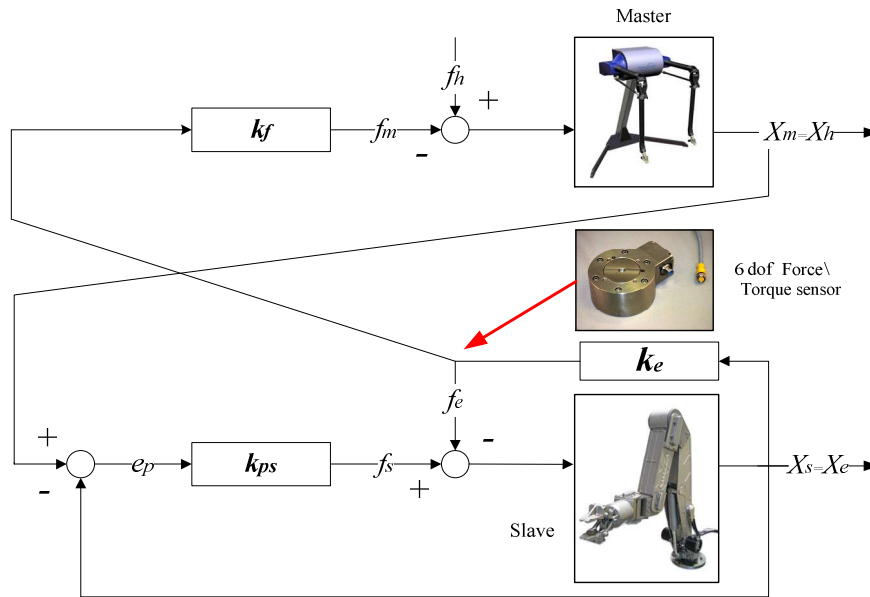 Master
fh
+
kf
fm
-
Xm=Xh
6 dof Force\
Torque sensor
ke
fe
-
+
ep
kps
fs
+
-
Xs=Xe
Slave